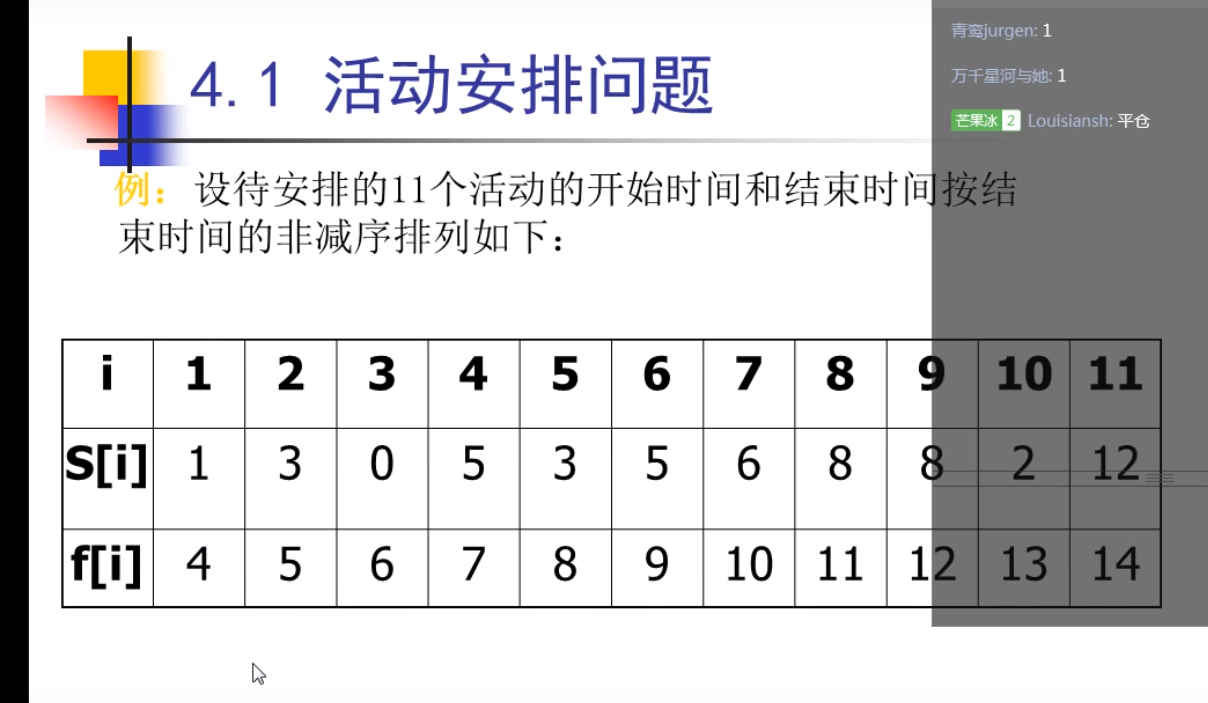 4.1 活动安排问题
青鸾jurgen: 1
万千星河与她: 1
芒果冰 2 Louisiansh: 平仓
例：设待安排的11个活动的开始时间和结束时间按结
束时间的非减序排列如下：
i 1 2 3 4 5 6 7 8 9 10 11
S[i] 1 3 0 5 3 5 6 8 8 2 12
f[i] 4 5 6 7 8 9 10 11 12 13 14